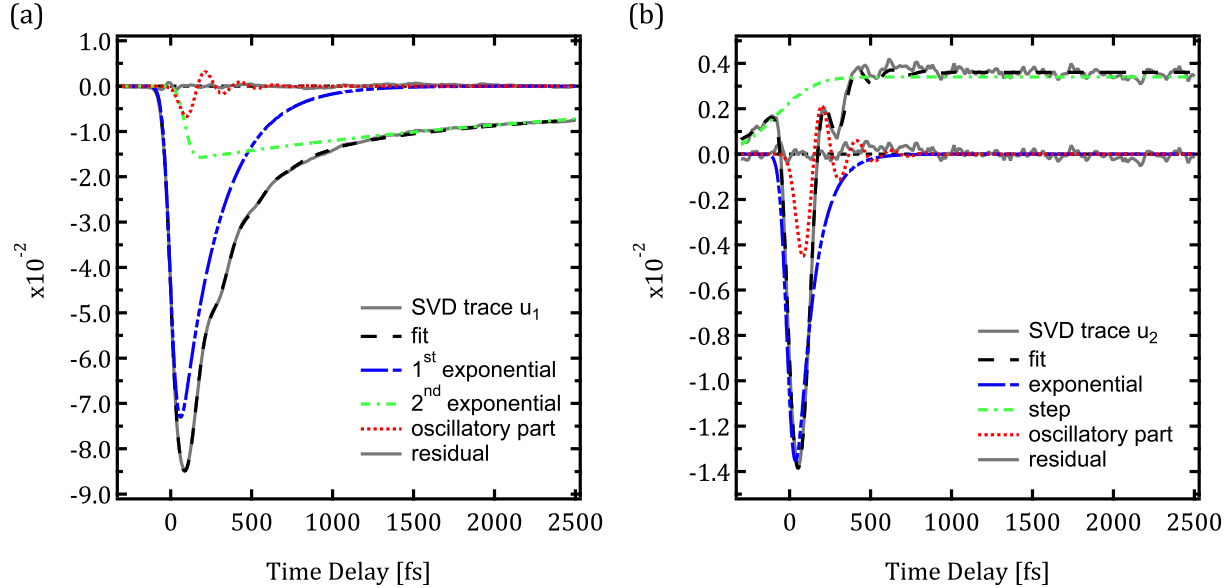 (a)
1.0
0.0
-1.0
-2.0
-3.0
-4.0
-5.0
-6.0
-7.0
-8.0
-9.0
x10⁻²
0 500 1000 1500 2000 2500
Time Delay [fs]
SVD trace u₁
fit
1ˢᵗ exponential
2ⁿᵈ exponential
oscillatory part
residual
(b)
0.4
0.2
0.0
-0.2
-0.4
-0.6
-0.8
-1.0
-1.2
-1.4
x10⁻²
0 500 1000 1500 2000 2500
Time Delay [fs]
SVD trace u₂
fit
exponential
step
oscillatory part
residual